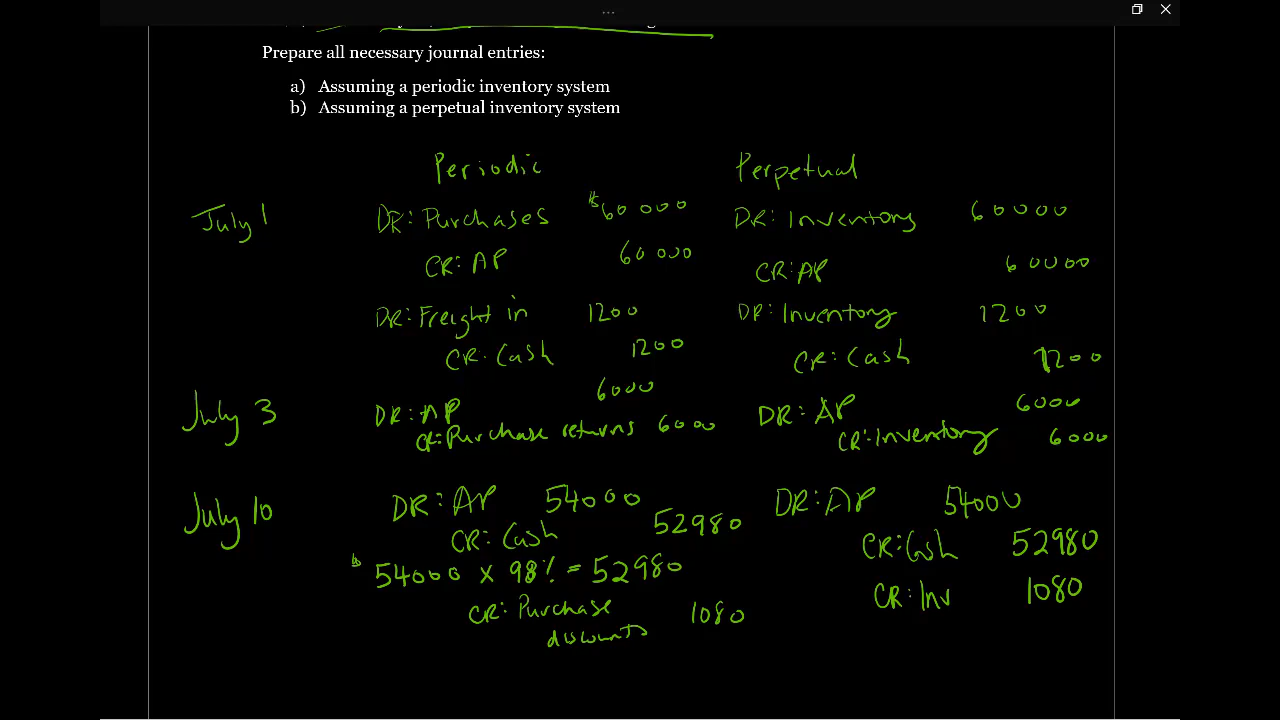 Prepare all necessary journal entries:
a) Assuming a periodic inventory system
b) Assuming a perpetual inventory system
Periodic Perpetual
July 1 DR: Purchases $60 000 DR: Inventory 60000
CR: AP 60 000 CR: AP 60000
DR: Freight in 1200 DR: Inventory 1200
CR: Cash 1200 CR: Cash 1200
July 3 DR: AP 6000 DR: AP 6000
CR: Purchase returns 6000 CR: Inventory 6000
July 10 DR: AP 54000 DR: AP 54000
CR: Cash 52980 CR: Cash 52980
$54000 x 98% = 52980 CR: Inv 1080
CR: Purchase 1080
discounts